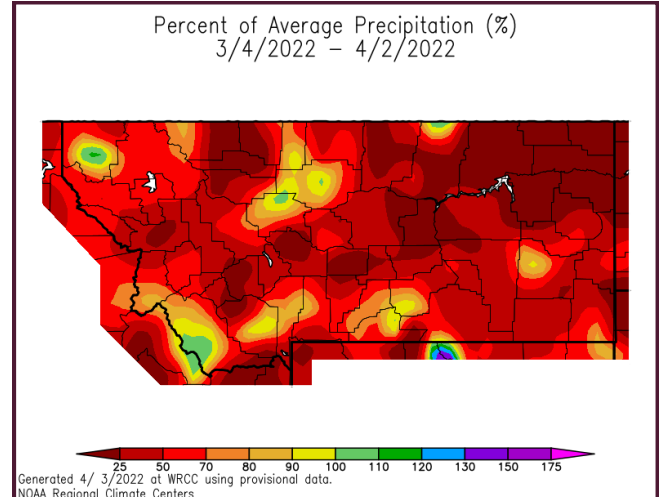 Percent of Average Precipitation (%)
3/4/2022 – 4/2/2022
25 50 70 80 90 100 110 120 130 150 175
Generated 4/ 3/2022 at WRCC using provisional data.
NOAA Regional Climate Centers